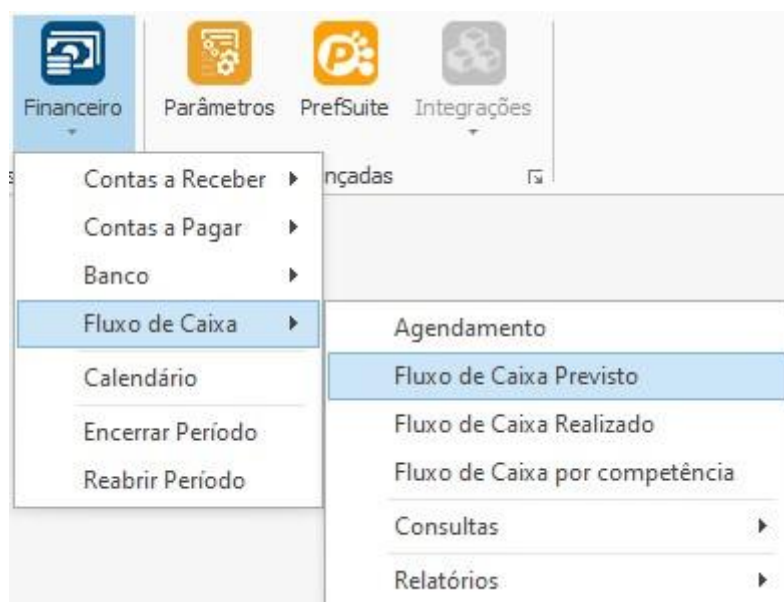 Financeiro
Parâmetros
PrefSuite
Integrações
nçadas
Contas a Receber
Contas a Pagar
Banco
Fluxo de Caixa
Calendário
Encerrar Período
Reabrir Período
Agendamento
Fluxo de Caixa Previsto
Fluxo de Caixa Realizado
Fluxo de Caixa por competência
Consultas
Relatórios